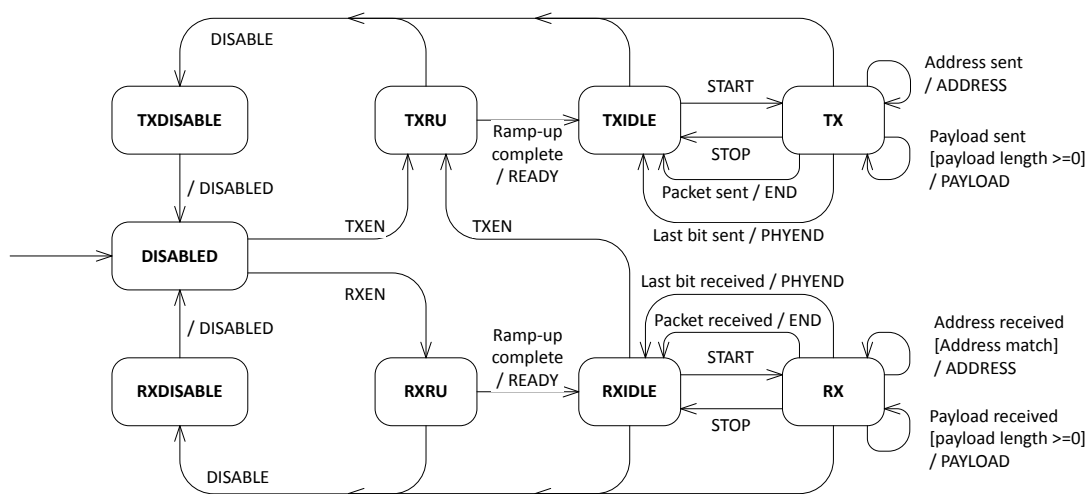 DISABLE
Address sent
/ ADDRESS
START
TXDISABLE
TXRU
TXIDLE
TX
Ramp-up
complete
/ READY
STOP
Payload sent
[payload length >=0]
/ PAYLOAD
/ DISABLED
Packet sent / END
TXEN
TXEN
Last bit sent / PHYEND
DISABLED
RXEN
Last bit received / PHYEND
/ DISABLED
Packet received / END
Address received
[Address match]
/ ADDRESS
Ramp-up
complete
/ READY
START
RXDISABLE
RXRU
RXIDLE
RX
STOP
Payload received
[payload length >=0]
/ PAYLOAD
DISABLE